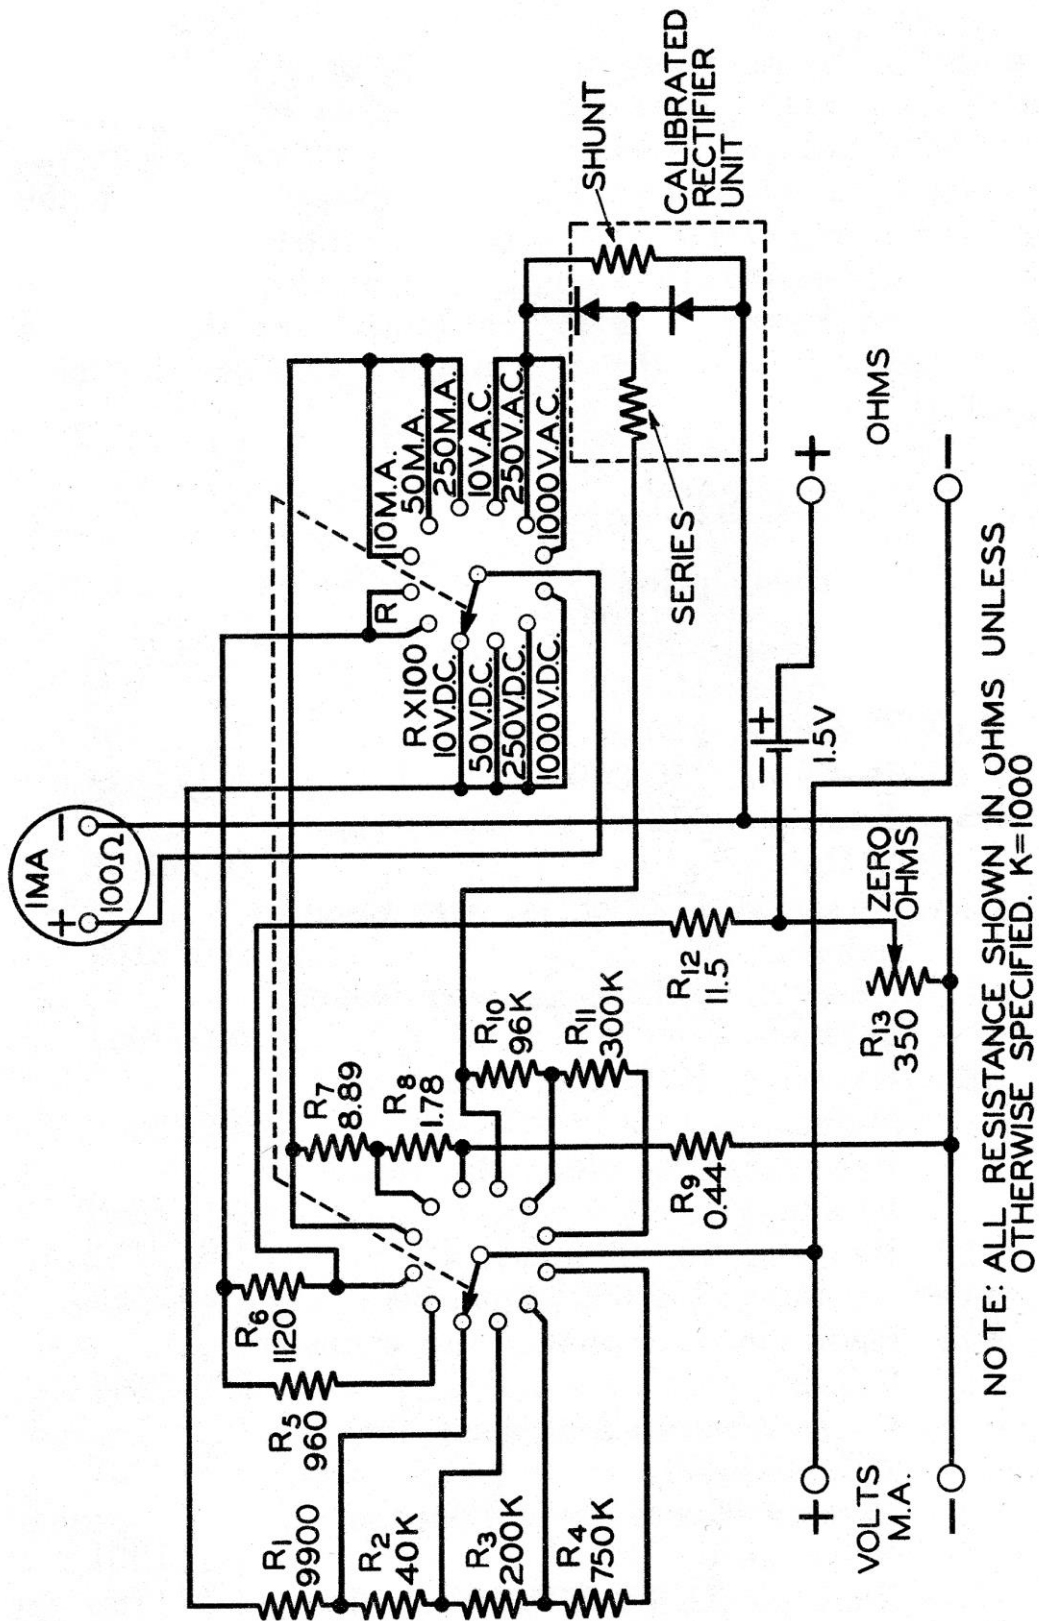 1MA
+ -
100Ω
R6
1120
R5
960
R1
9900
R2
40K
R3
200K
R4
750K
R7
8.89
R8
1.78
R10
96K
R11
300K
R9
0.44
R12
11.5
R13
350
ZERO
OHMS
- +
1.5V
R
RX100
10V.D.C.
50V.D.C.
250V.D.C.
1000V.D.C.
10M.A.
50M.A.
250M.A.
10V.A.C.
250V.A.C.
1000V.A.C.
SERIES
SHUNT
CALIBRATED
RECTIFIER
UNIT
+
VOLTS
M.A.
-
+
OHMS
-
NOTE: ALL RESISTANCE SHOWN IN OHMS UNLESS
OTHERWISE SPECIFIED. K=1000